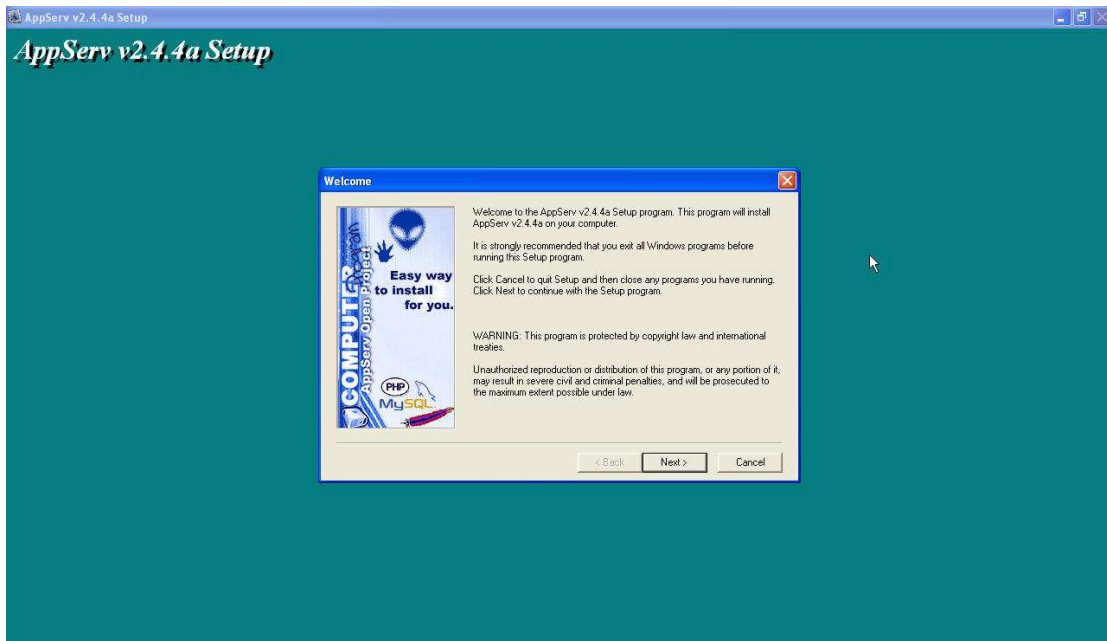 AppServ v2.4.4a Setup
AppServ v2.4.4a Setup
Welcome
COMPUTER
Program
AppServ Open Project
Easy way
to install
for you.
PHP
MySQL
Welcome to the AppServ v2.4.4a Setup program. This program will install
AppServ v2.4.4a on your computer.
It is strongly recommended that you exit all Windows programs before
running this Setup program.
Click Cancel to quit Setup and then close any programs you have running.
Click Next to continue with the Setup program.
WARNING: This program is protected by copyright law and international
treaties.
Unauthorized reproduction or distribution of this program, or any portion of it,
may result in severe civil and criminal penalties, and will be prosecuted to
the maximum extent possible under law.
< Back
Next >
Cancel